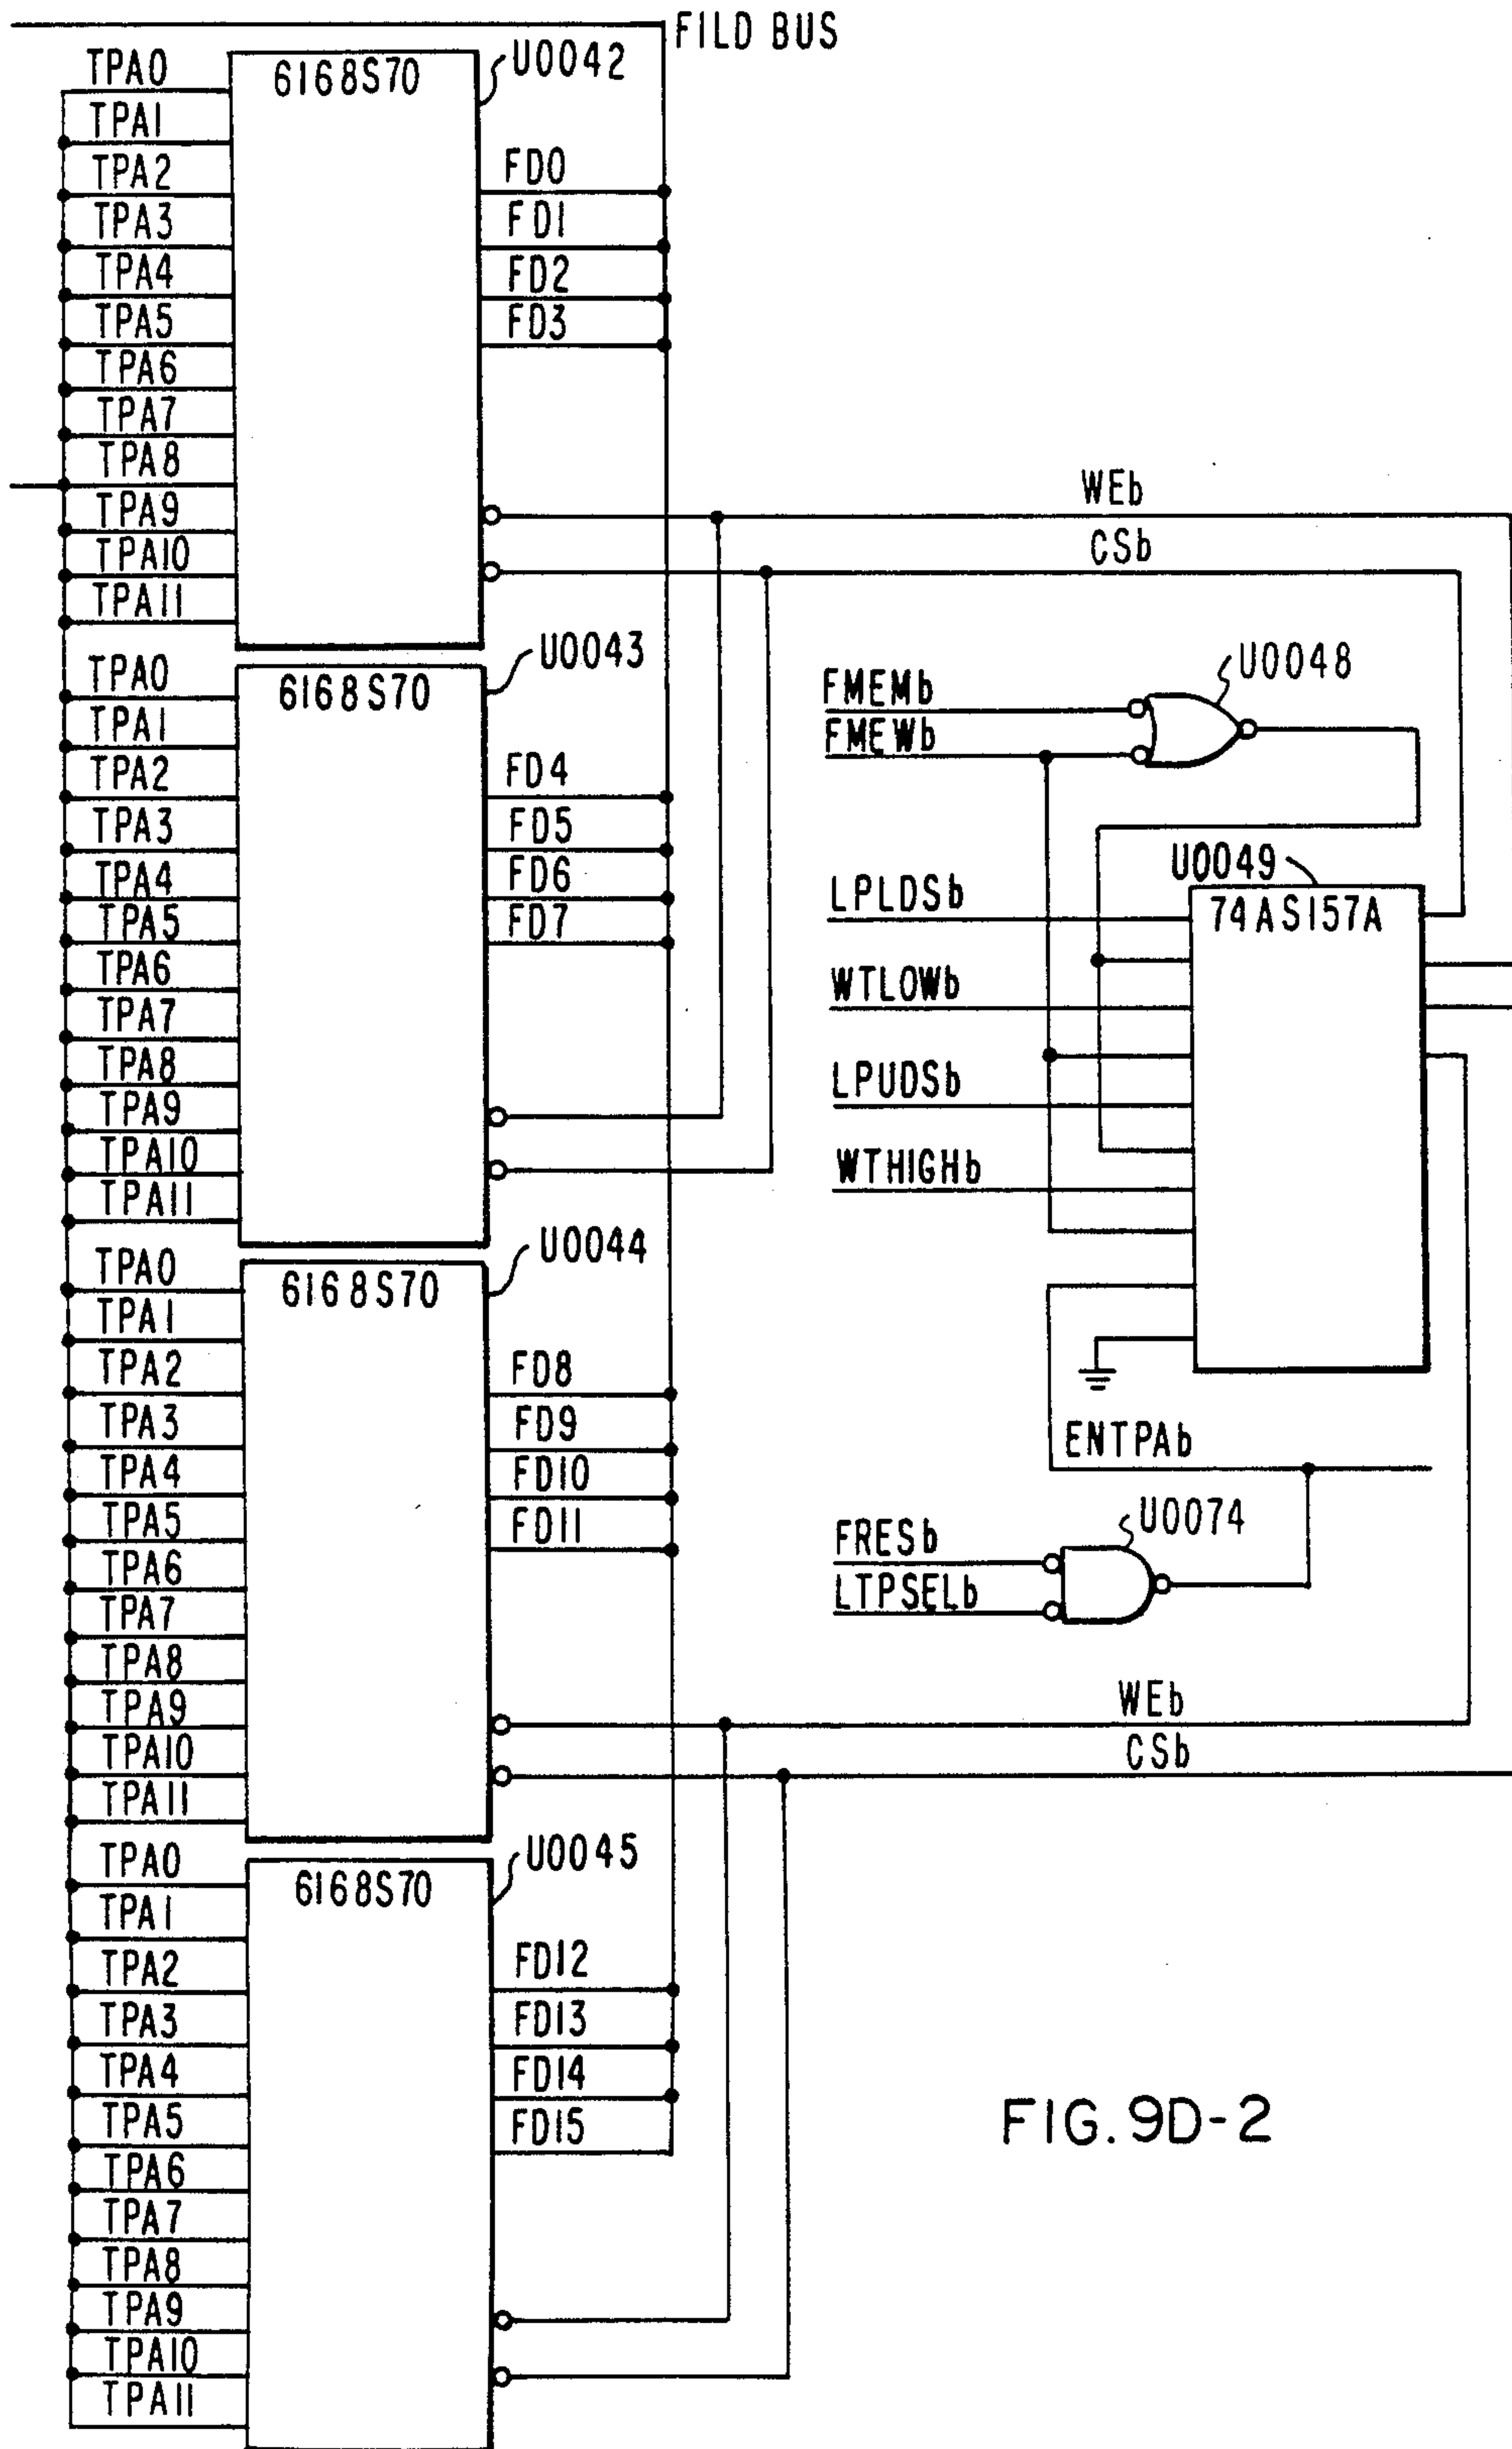 FILD BUS
6168S70
U0042
TPA0
TPA1
TPA2
TPA3
TPA4
TPA5
TPA6
TPA7
TPA8
TPA9
TPA10
TPA11
FD0
FD1
FD2
FD3
WEb
CSb
6168S70
U0043
TPA0
TPA1
TPA2
TPA3
TPA4
TPA5
TPA6
TPA7
TPA8
TPA9
TPA10
TPA11
FD4
FD5
FD6
FD7
FMEMb
FMEWb
U0048
U0049
74AS157A
LPLDSb
WTLOWb
LPUDSb
WTHIGHb
ENTPAb
U0074
FRESb
LTPSELb
6168S70
U0044
TPA0
TPA1
TPA2
TPA3
TPA4
TPA5
TPA6
TPA7
TPA8
TPA9
TPA10
TPA11
FD8
FD9
FD10
FD11
WEb
CSb
6168S70
U0045
TPA0
TPA1
TPA2
TPA3
TPA4
TPA5
TPA6
TPA7
TPA8
TPA9
TPA10
TPA11
FD12
FD13
FD14
FD15
FIG. 9D-2